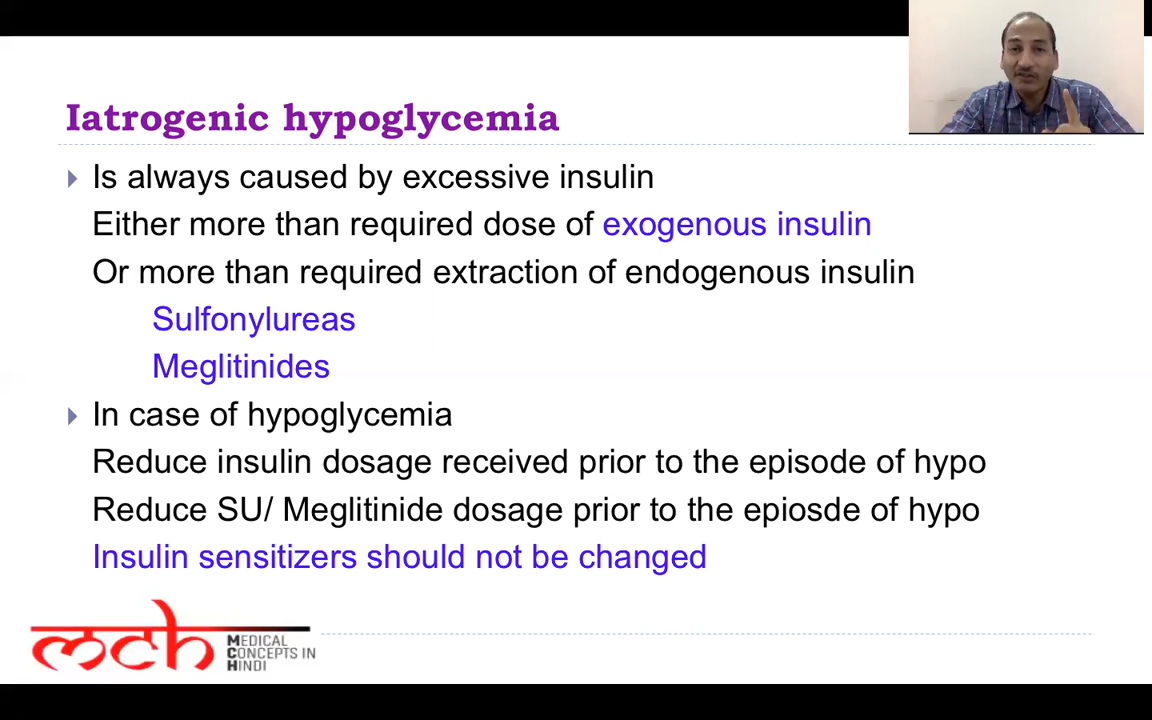 Iatrogenic hypoglycemia
Is always caused by excessive insulin
Either more than required dose of exogenous insulin
Or more than required extraction of endogenous insulin
Sulfonylureas
Meglitinides
In case of hypoglycemia
Reduce insulin dosage received prior to the episode of hypo
Reduce SU/ Meglitinide dosage prior to the epiosde of hypo
Insulin sensitizers should not be changed
mch
MEDICAL
CONCEPTS IN
HINDI